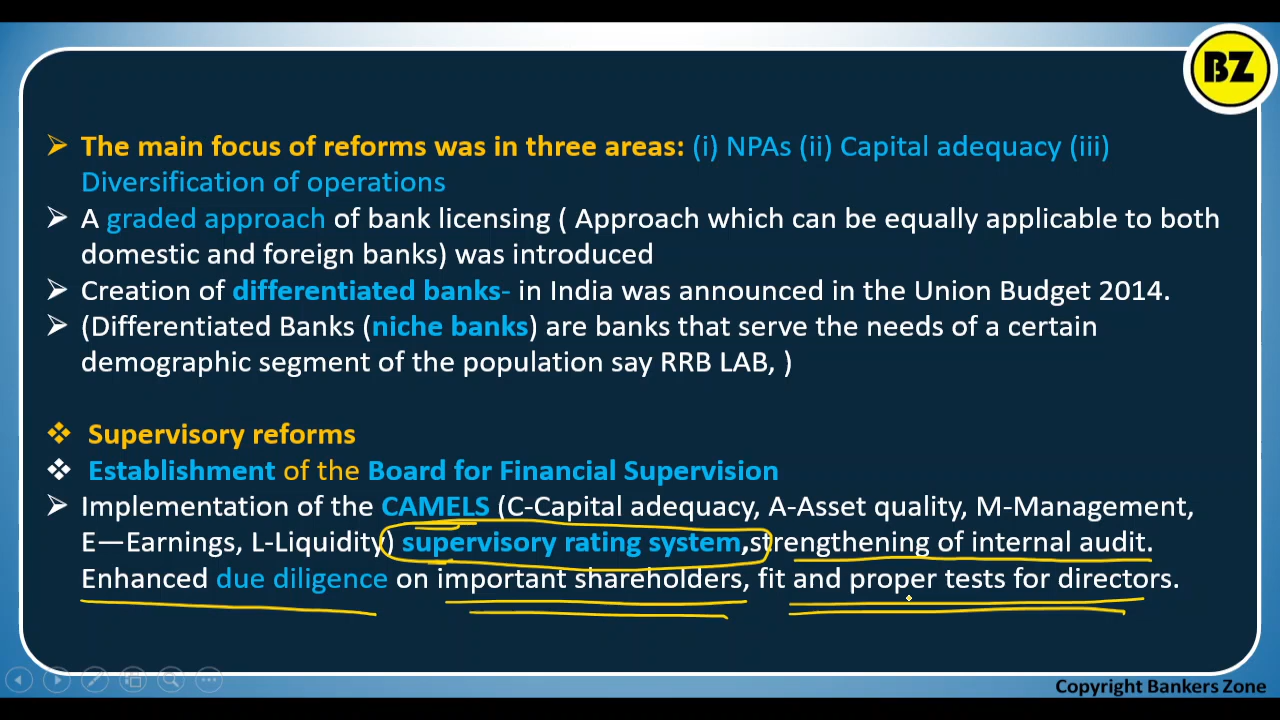 BZ
The main focus of reforms was in three areas: (i) NPAs (ii) Capital adequacy (iii)
Diversification of operations
A graded approach of bank licensing ( Approach which can be equally applicable to both
domestic and foreign banks) was introduced
Creation of differentiated banks- in India was announced in the Union Budget 2014.
(Differentiated Banks (niche banks) are banks that serve the needs of a certain
demographic segment of the population say RRB LAB, )
Supervisory reforms
Establishment of the Board for Financial Supervision
Implementation of the CAMELS (C-Capital adequacy, A-Asset quality, M-Management,
E—Earnings, L-Liquidity) supervisory rating system,strengthening of internal audit.
Enhanced due diligence on important shareholders, fit and proper tests for directors.
Copyright Bankers Zone